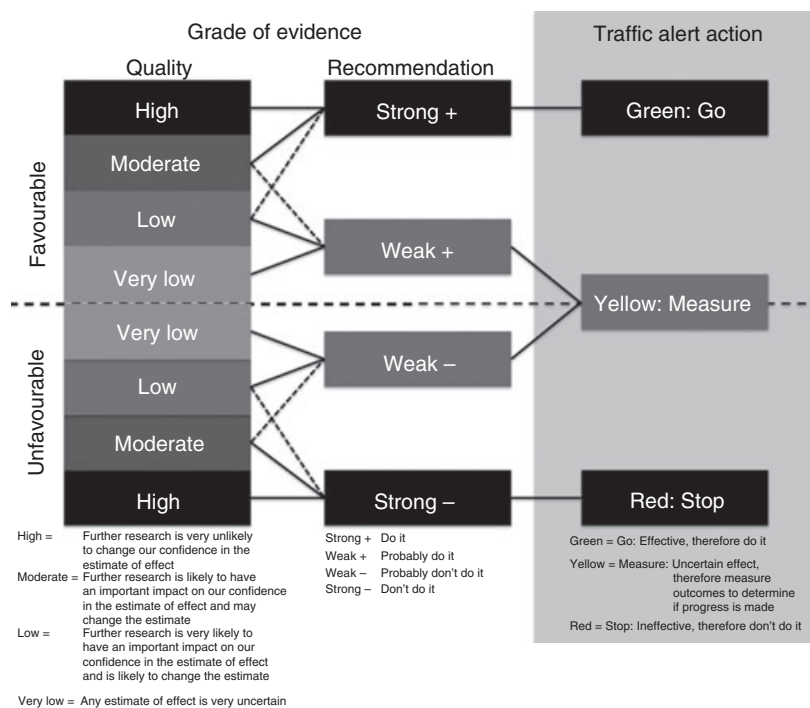 Grade of evidence
Traffic alert action
Quality
Recommendation
Favourable
Unfavourable
High
Moderate
Low
Very low
Very low
Low
Moderate
High
Strong +
Weak +
Weak –
Strong –
Green: Go
Yellow: Measure
Red: Stop
High = Further research is very unlikely
to change our confidence in the
estimate of effect
Moderate = Further research is likely to have
an important impact on our confidence
in the estimate of effect and may
change the estimate
Low = Further research is very likely to
have an important impact on our
confidence in the estimate of effect
and is likely to change the estimate
Very low = Any estimate of effect is very uncertain
Strong + Do it
Weak + Probably do it
Weak – Probably don't do it
Strong – Don't do it
Green = Go: Effective, therefore do it
Yellow = Measure: Uncertain effect,
therefore measure
outcomes to determine
if progress is made
Red = Stop: Ineffective, therefore don't do it